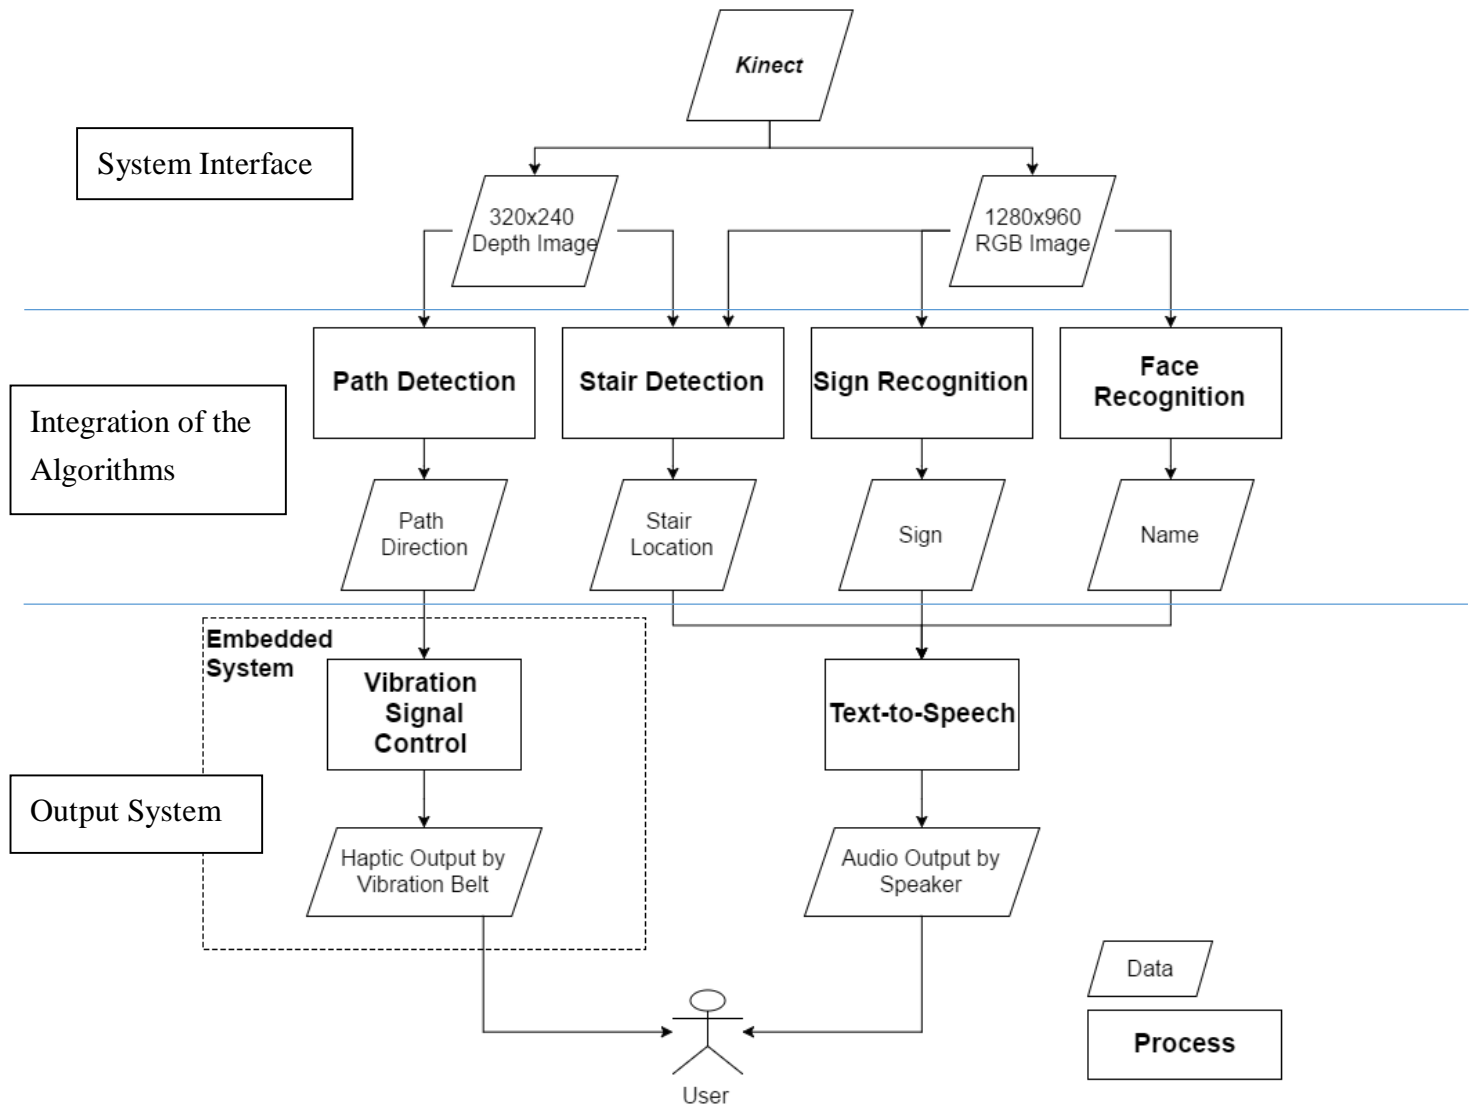 Kinect
System Interface
320x240
Depth Image
1280x960
RGB Image
Path Detection
Stair Detection
Sign Recognition
Face
Recognition
Integration of the
Algorithms
Path
Direction
Stair
Location
Sign
Name
Embedded
System
Vibration
Signal
Control
Text-to-Speech
Output System
Haptic Output by
Vibration Belt
Audio Output by
Speaker
Data
Process
User